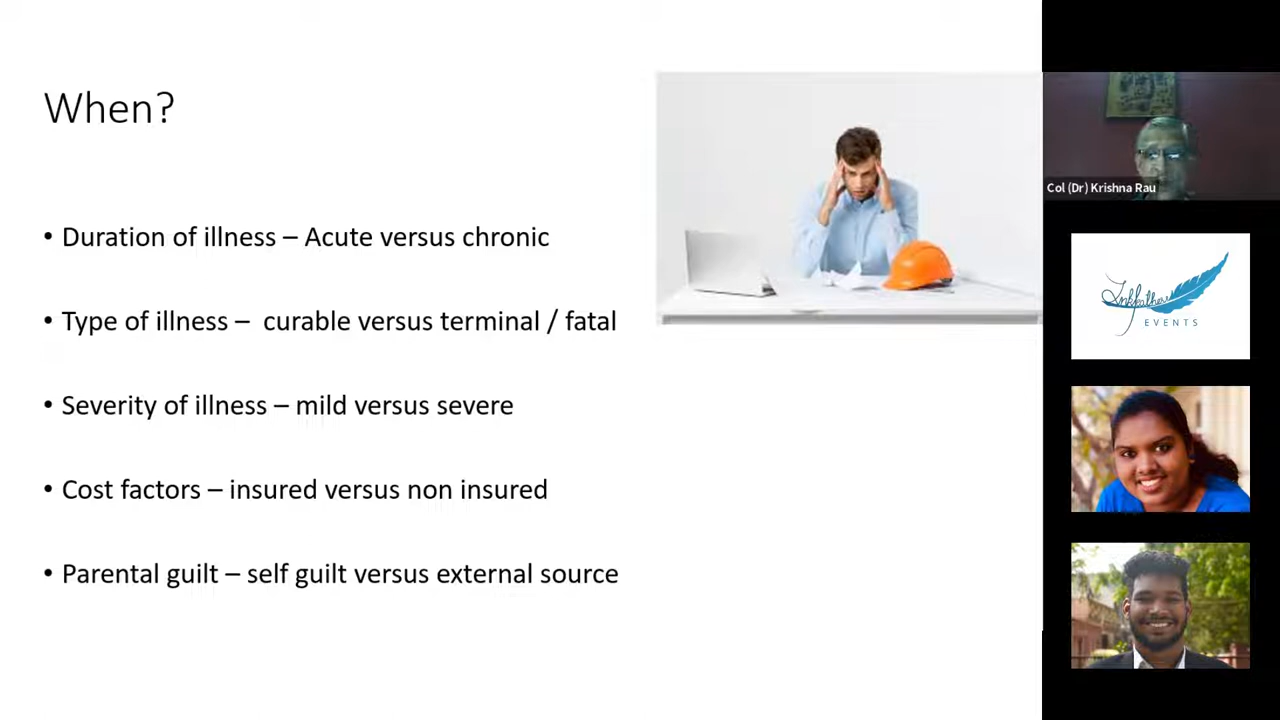 When?
• Duration of illness – Acute versus chronic
• Type of illness –  curable versus terminal / fatal
• Severity of illness – mild versus severe
• Cost factors – insured versus non insured
• Parental guilt – self guilt versus external source
Col (Dr) Krishna Rau
Inkfeathers
EVENTS